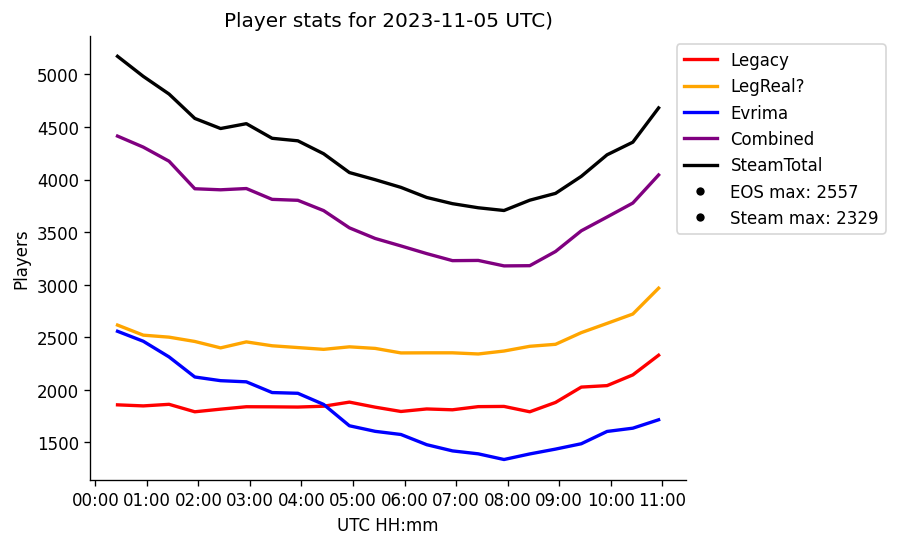 Player stats for 2023-11-05 UTC)
Legacy
LegReal?
Evrima
Combined
SteamTotal
EOS max: 2557
Steam max: 2329
Players
5000
4500
4000
3500
3000
2500
2000
1500
00:00 01:00 02:00 03:00 04:00 05:00 06:00 07:00 08:00 09:00 10:00 11:00
UTC HH:mm